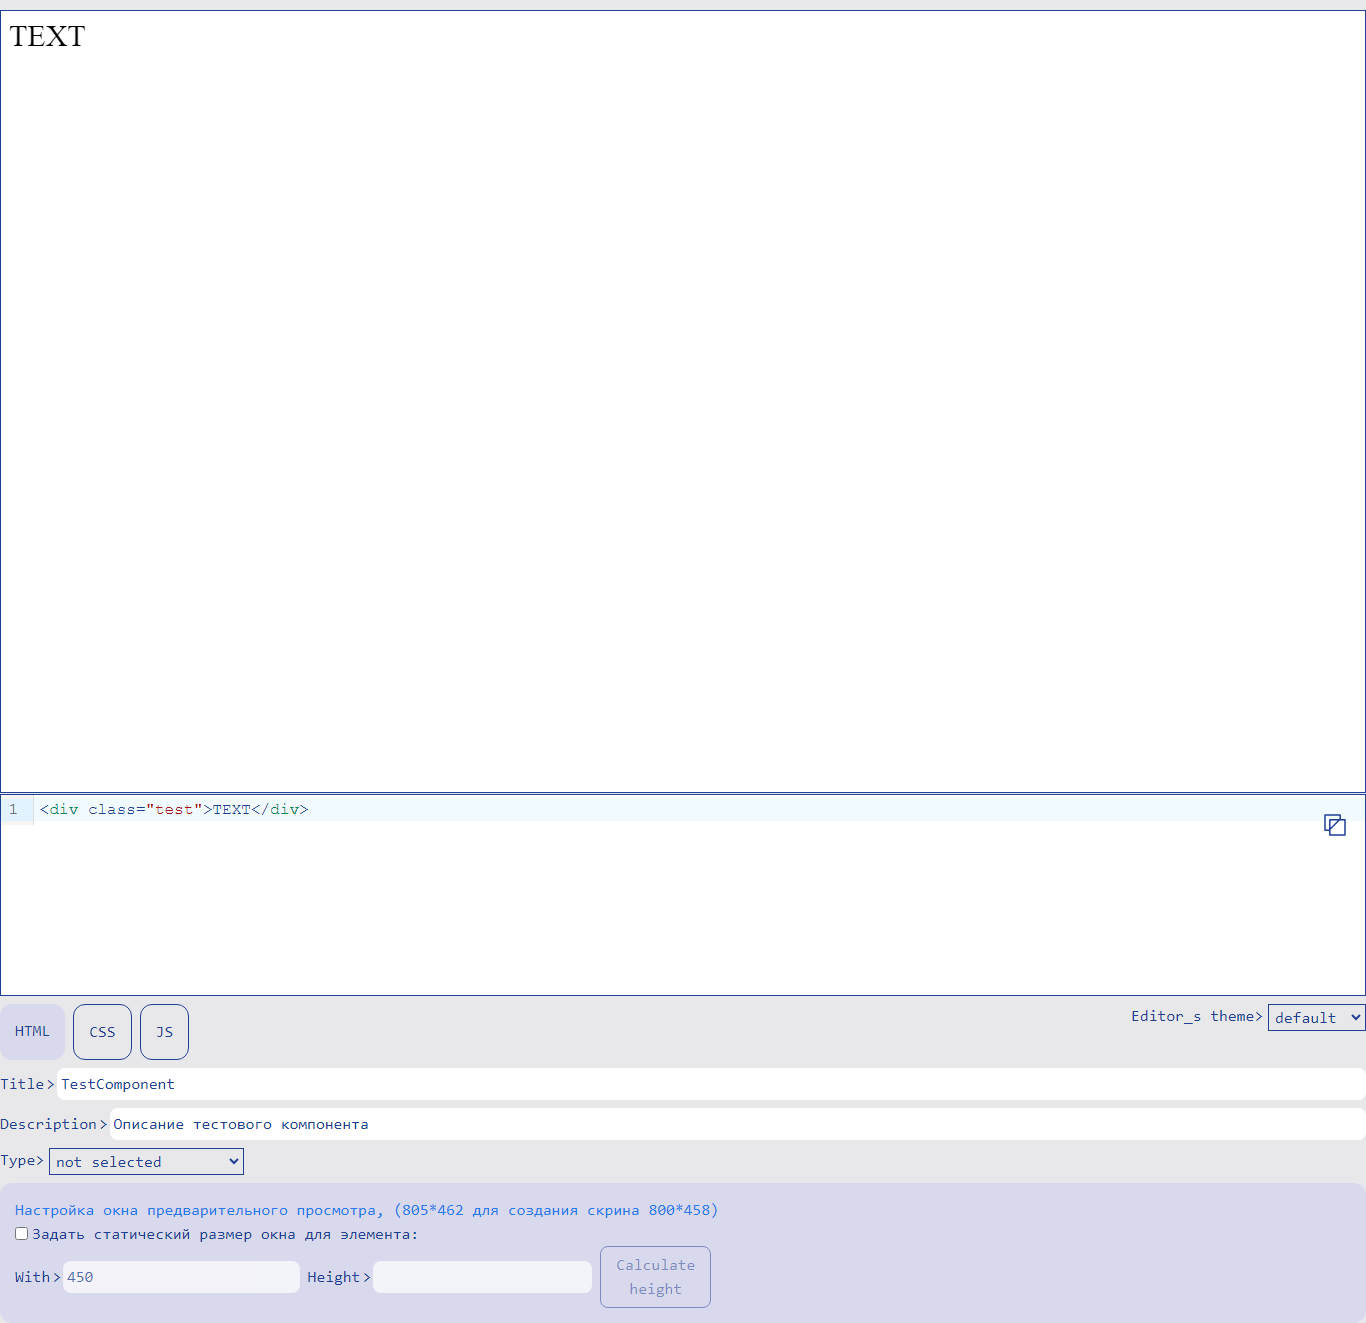 TEXT
1 <div class="test">TEXT</div>
HTML CSS JS Editor_s theme> default
Title> TestComponent
Description> Описание тестового компонента
Type> not selected
Настройка окна предварительного просмотра, (805*462 для создания скрина 800*458)
Задать статический размер окна для элемента:
With> 450 Height> Calculate
height